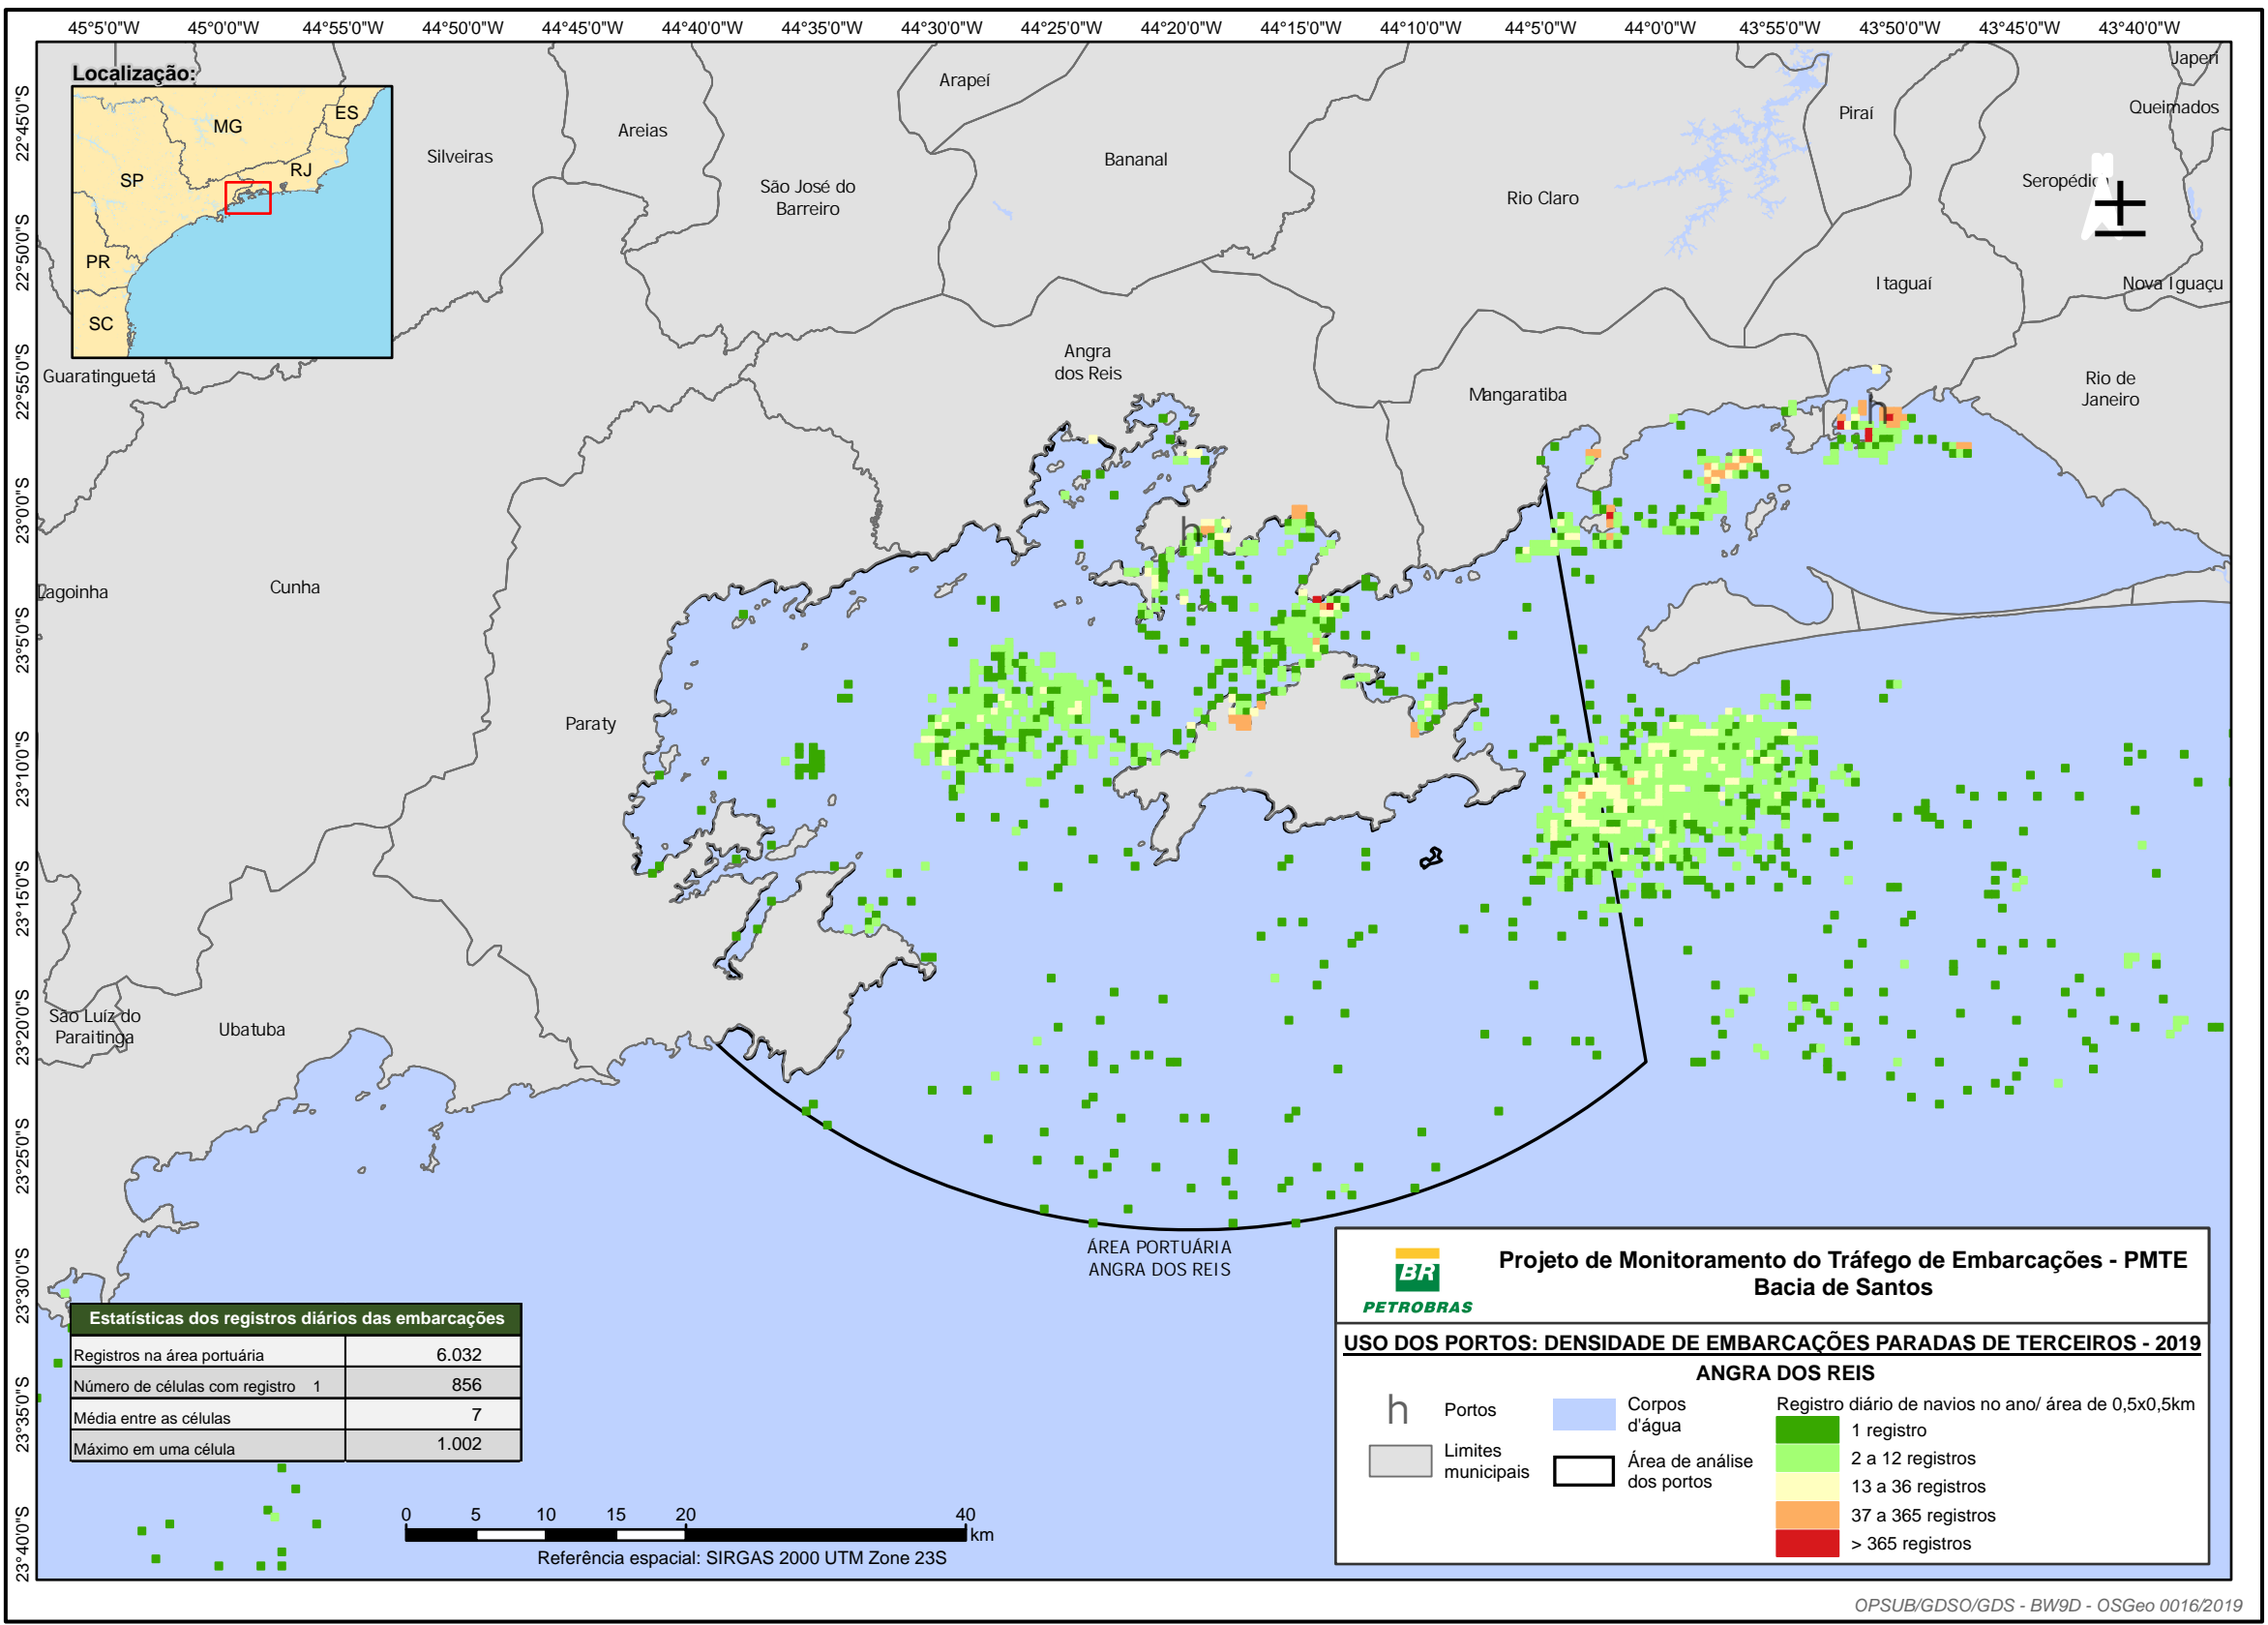 45°5'0"W 45°0'0"W 44°55'0"W 44°45'0"W 44°40'0"W 44°35'0"W 44°30'0"W 44°25'0"W 44°20'0"W 44°15'0"W 44°10'0"W 44°5'0"W 44°0'0"W 43°55'0"W 43°50'0"W 43°45'0"W 43°40'0"W
22°45'0"S
22°50'0"S
22°55'0"S
23°0'0"S
23°5'0"S
23°10'0"S
23°15'0"S
23°20'0"S
23°25'0"S
23°30'0"S
23°35'0"S
23°40'0"S
Localização:
MG
ES
SP
RJ
PR
SC
Japeri
Arapeí
Queimados
Piraí
Areias
Silveiras
Bananal
São José do
Barreiro
Rio Claro
Seropédic
Itaguaí
Nova Iguaçu
Guaratinguetá
Angra
dos Reis
Mangaratiba
Rio de
Janeiro
h
h
Lagoinha
Cunha
Paraty
São Luíz do
Paraitinga
Ubatuba
ÁREA PORTUÁRIA
ANGRA DOS REIS
Estatísticas dos registros diários das embarcações
Registros na área portuária 6.032
Número de células com registro 1 856
Média entre as células 7
Máximo em uma célula 1.002
0 5 10 15 20 40
km
Referência espacial: SIRGAS 2000 UTM Zone 23S
BR
PETROBRAS
Projeto de Monitoramento do Tráfego de Embarcações - PMTE
Bacia de Santos
USO DOS PORTOS: DENSIDADE DE EMBARCAÇÕES PARADAS DE TERCEIROS - 2019
ANGRA DOS REIS
h Portos
Limites
municipais
Corpos
d'água
Área de análise
dos portos
Registro diário de navios no ano/ área de 0,5x0,5km
1 registro
2 a 12 registros
13 a 36 registros
37 a 365 registros
> 365 registros
OPSUB/GDSO/GDS - BW9D - OSGeo 0016/2019